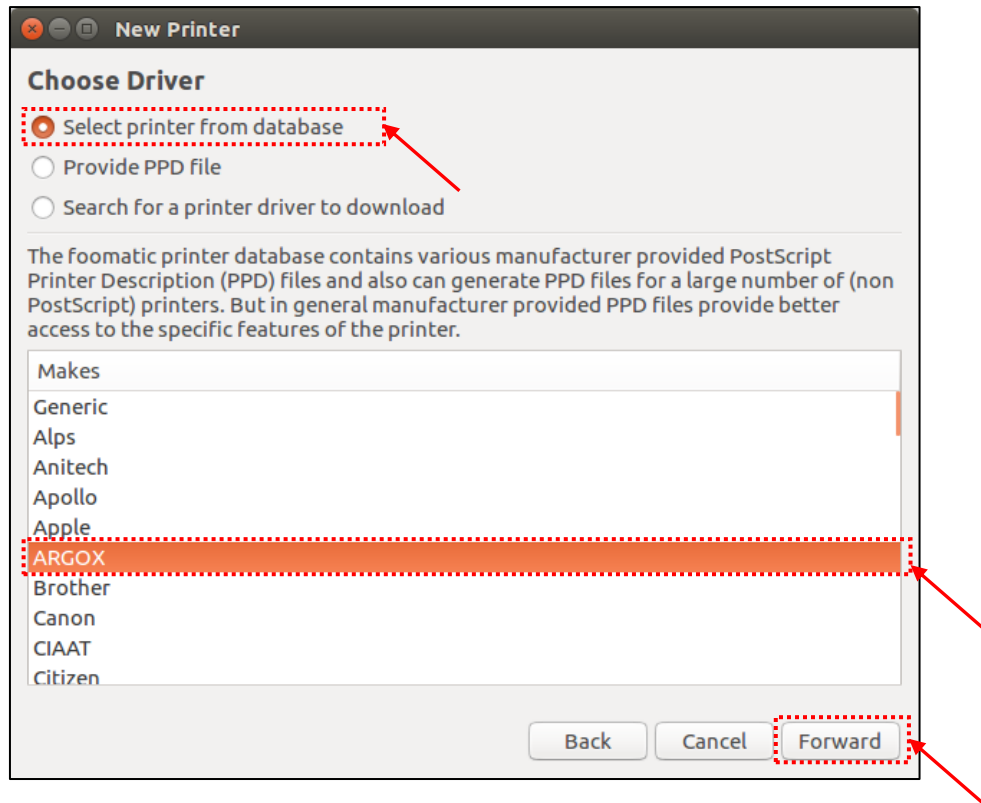 New Printer
Choose Driver
Select printer from database
Provide PPD file
Search for a printer driver to download
The foomatic printer database contains various manufacturer provided PostScript
Printer Description (PPD) files and also can generate PPD files for a large number of (non
PostScript) printers. But in general manufacturer provided PPD files provide better
access to the specific features of the printer.
Makes
Generic
Alps
Anitech
Apollo
Apple
ARGOX
Brother
Canon
CIAAT
Citizen
Back Cancel Forward